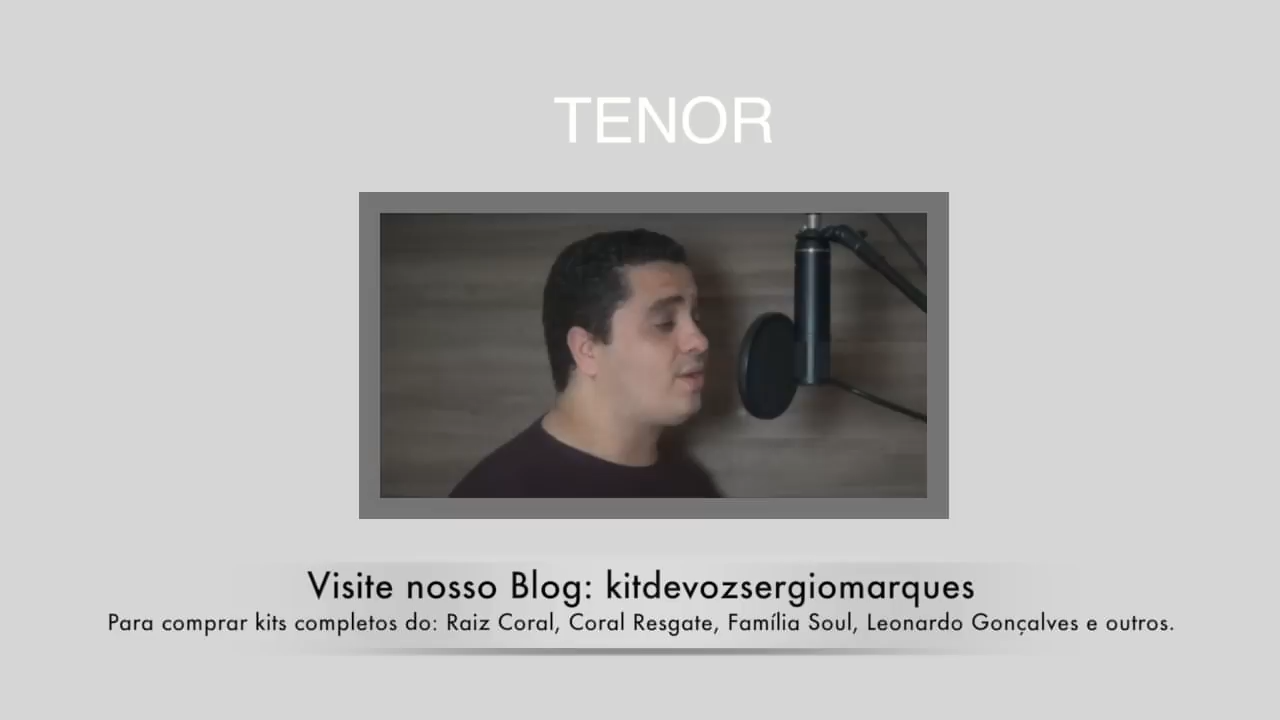 TENOR
Visite nosso Blog: kitdevozsergiomarques
Para comprar kits completos do: Raiz Coral, Coral Resgate, Família Soul, Leonardo Gonçalves e outros.